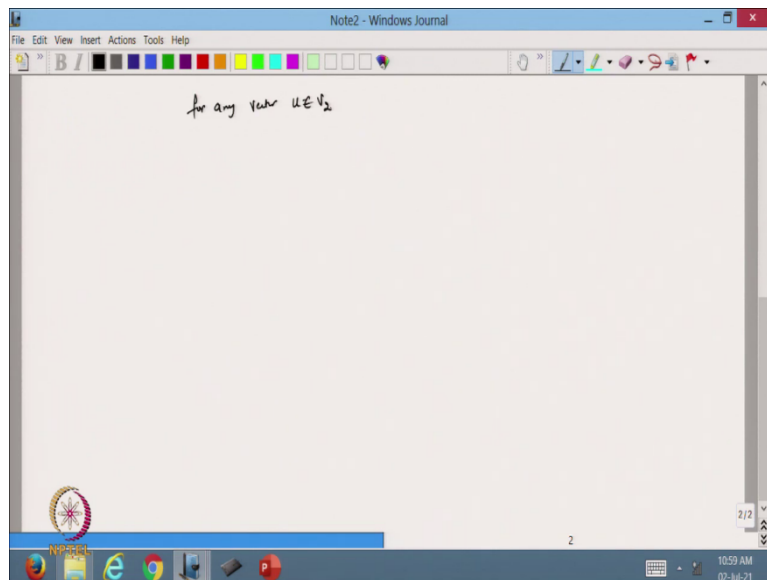 Note2 - Windows Journal
File Edit View Insert Actions Tools Help
B I
for any vector u ∈ V₂
2/2
2
NPTEL
10:59 AM
02-Jul-21